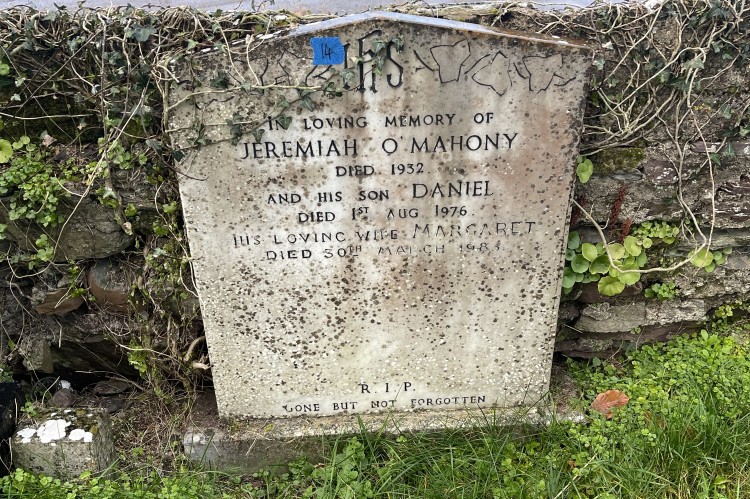 14
IHS
IN LOVING MEMORY OF
JEREMIAH O MAHONY
DIED 1932
AND HIS SON DANIEL
DIED 1ST AUG 1976
HIS LOVING WIFE MARGARET
DIED 30TH MARCH
R.I.P.
GONE BUT NOT FORGOTTEN